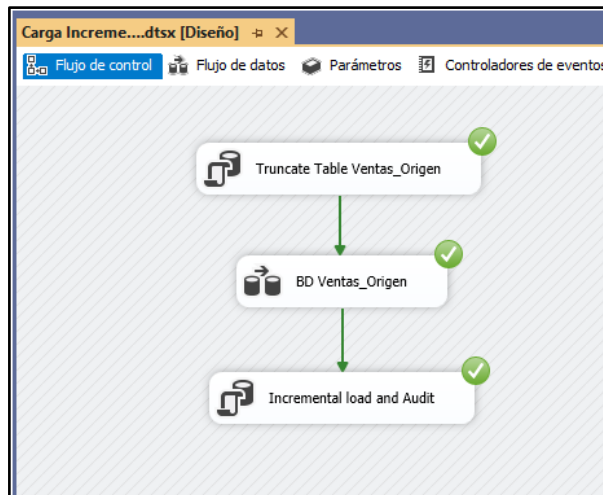 Carga Increme....dtsx [Diseño]
Flujo de control Flujo de datos Parámetros Controladores de eventos
Truncate Table Ventas_Origen
BD Ventas_Origen
Incremental load and Audit